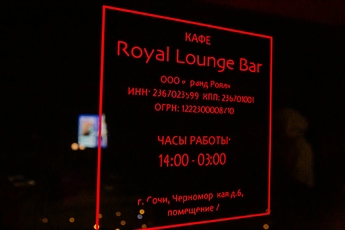 КАФЕ
Royal Lounge Bar
ООО « ранд Роял»
ИНН: 2367023599 КПП: 236701001
ОГРН: 1222300008710
ЧАСЫ РАБОТЫ:
14:00 - 03:00
г. Сочи, Черномор кая д.6,
помещение